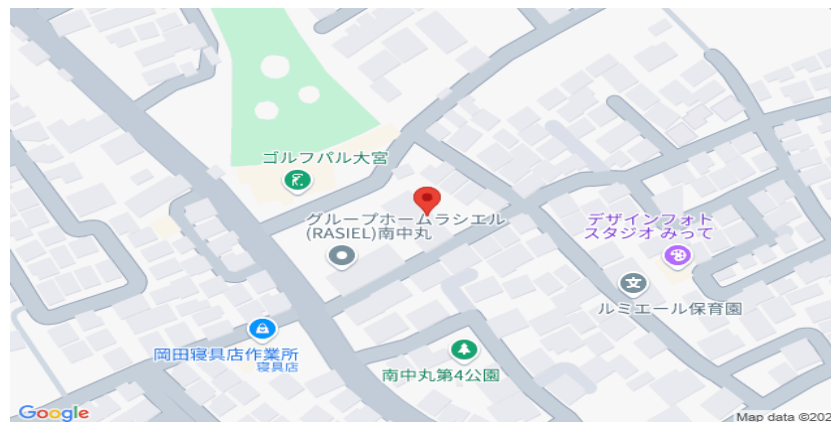 ゴルフパル大宮
グループホームラシエル
(RASIEL)南中丸
デザインフォト
スタジオ みって
ルミエール保育園
岡田寝具店作業所
寝具店
南中丸第4公園
Google
Map data ©202